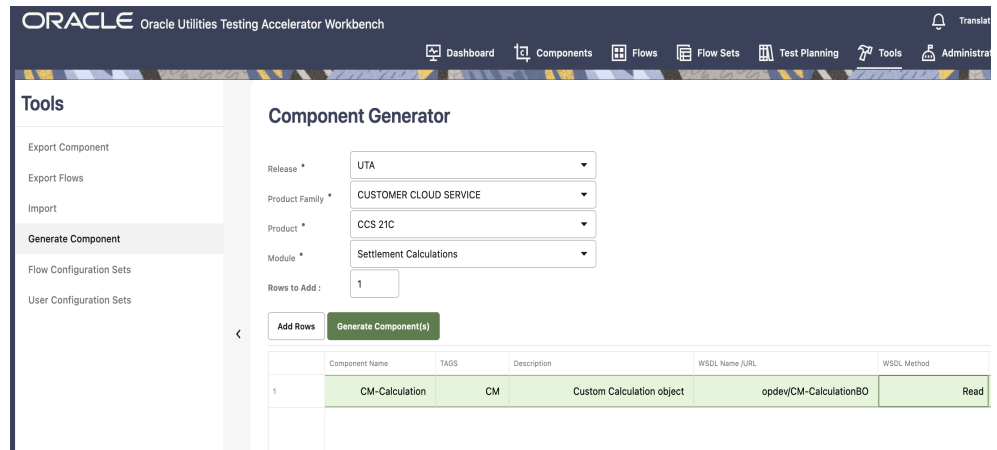 ORACLE Oracle Utilities Testing Accelerator Workbench
Translat
Dashboard Components Flows Flow Sets Test Planning Tools Administrat
Tools
Export Component
Export Flows
Import
Generate Component
Flow Configuration Sets
User Configuration Sets
Component Generator
Release * UTA
Product Family * CUSTOMER CLOUD SERVICE
Product * CCS 21C
Module * Settlement Calculations
Rows to Add : 1
Add Rows Generate Component(s)
Component Name TAGS Description WSDL Name /URL WSDL Method
1 CM-Calculation CM Custom Calculation object opdev/CM-CalculationBO Read